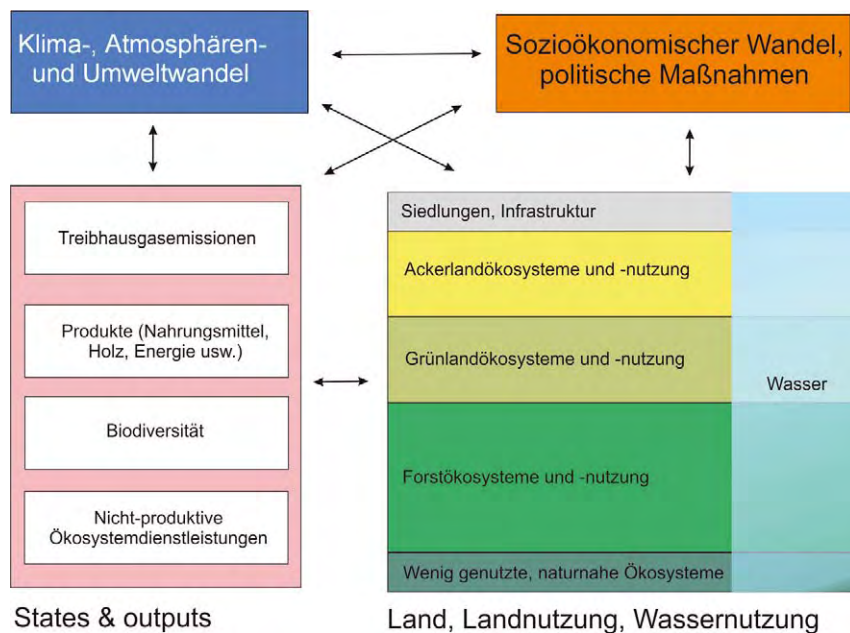 Klima-, Atmosphären-
und Umweltwandel
Sozioökonomischer Wandel,
politische Maßnahmen
Treibhausgasemissionen
Produkte (Nahrungsmittel,
Holz, Energie usw.)
Biodiversität
Nicht-produktive
Ökosystemdienstleistungen
States & outputs
Siedlungen, Infrastruktur
Ackerlandökosysteme und -nutzung
Grünlandökosysteme und -nutzung
Wasser
Forstökosysteme und -nutzung
Wenig genutzte, naturnahe Ökosysteme
Land, Landnutzung, Wassernutzung